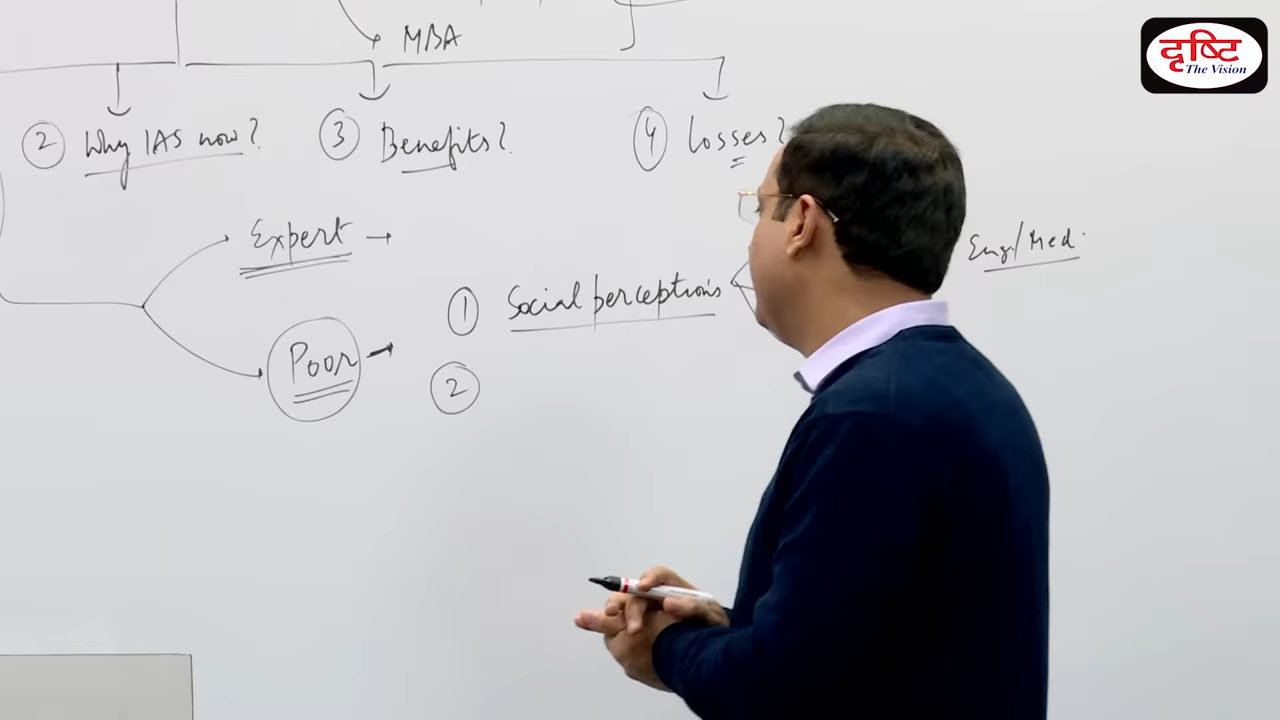 MBA
दृष्टि
The Vision
② Why IAS now? ③ Benefits? ④ Losses?
Expert →
Eng./Med.
① Social perceptions
Poor →
②